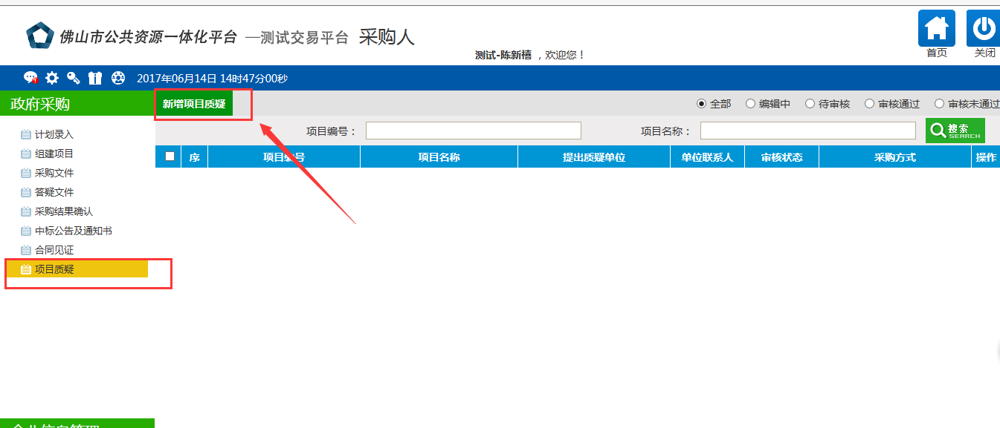 佛山市公共资源一体化平台 —测试交易平台 采购人
测试-陈新禧 ，欢迎您！
首页 关闭
2017年06月14日 14时47分00秒
政府采购
新增项目质疑
全部 编辑中 待审核 审核通过 审核未通过
项目编号： 项目名称： 搜索 SEARCH
序 项目编号 项目名称 提出质疑单位 单位联系人 审核状态 采购方式 操作
计划录入
组建项目
采购文件
答疑文件
采购结果确认
中标公告及通知书
合同见证
项目质疑